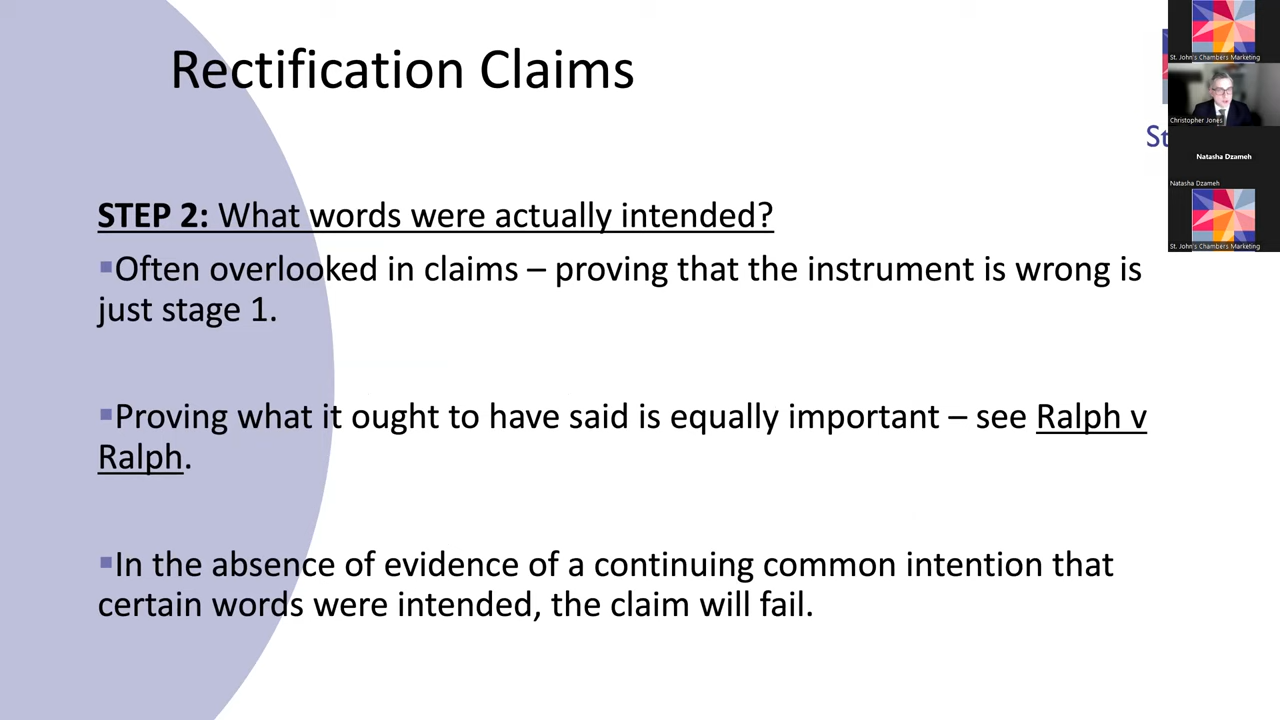 Rectification Claims
STEP 2: What words were actually intended?
▪Often overlooked in claims – proving that the instrument is wrong is
just stage 1.
▪Proving what it ought to have said is equally important – see Ralph v
Ralph.
▪In the absence of evidence of a continuing common intention that
certain words were intended, the claim will fail.
St
St. John's Chambers Marketing
Christopher Jones
Natasha Dzameh
Natasha Dzameh
St. John's Chambers Marketing